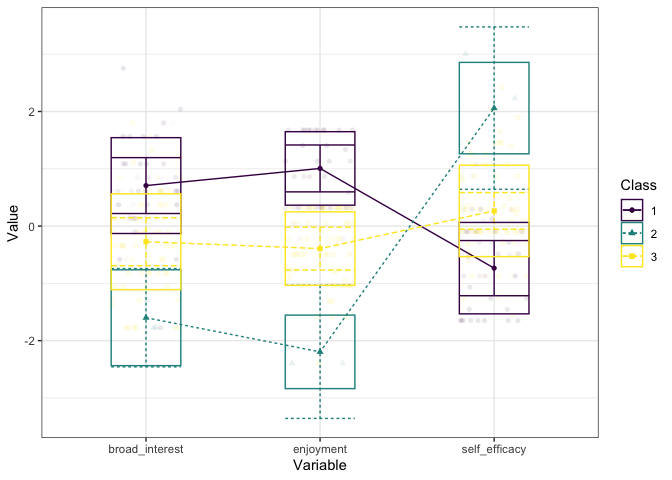 2
0
-2
Value
broad_interest
enjoyment
self_efficacy
Variable
Class
1
2
3